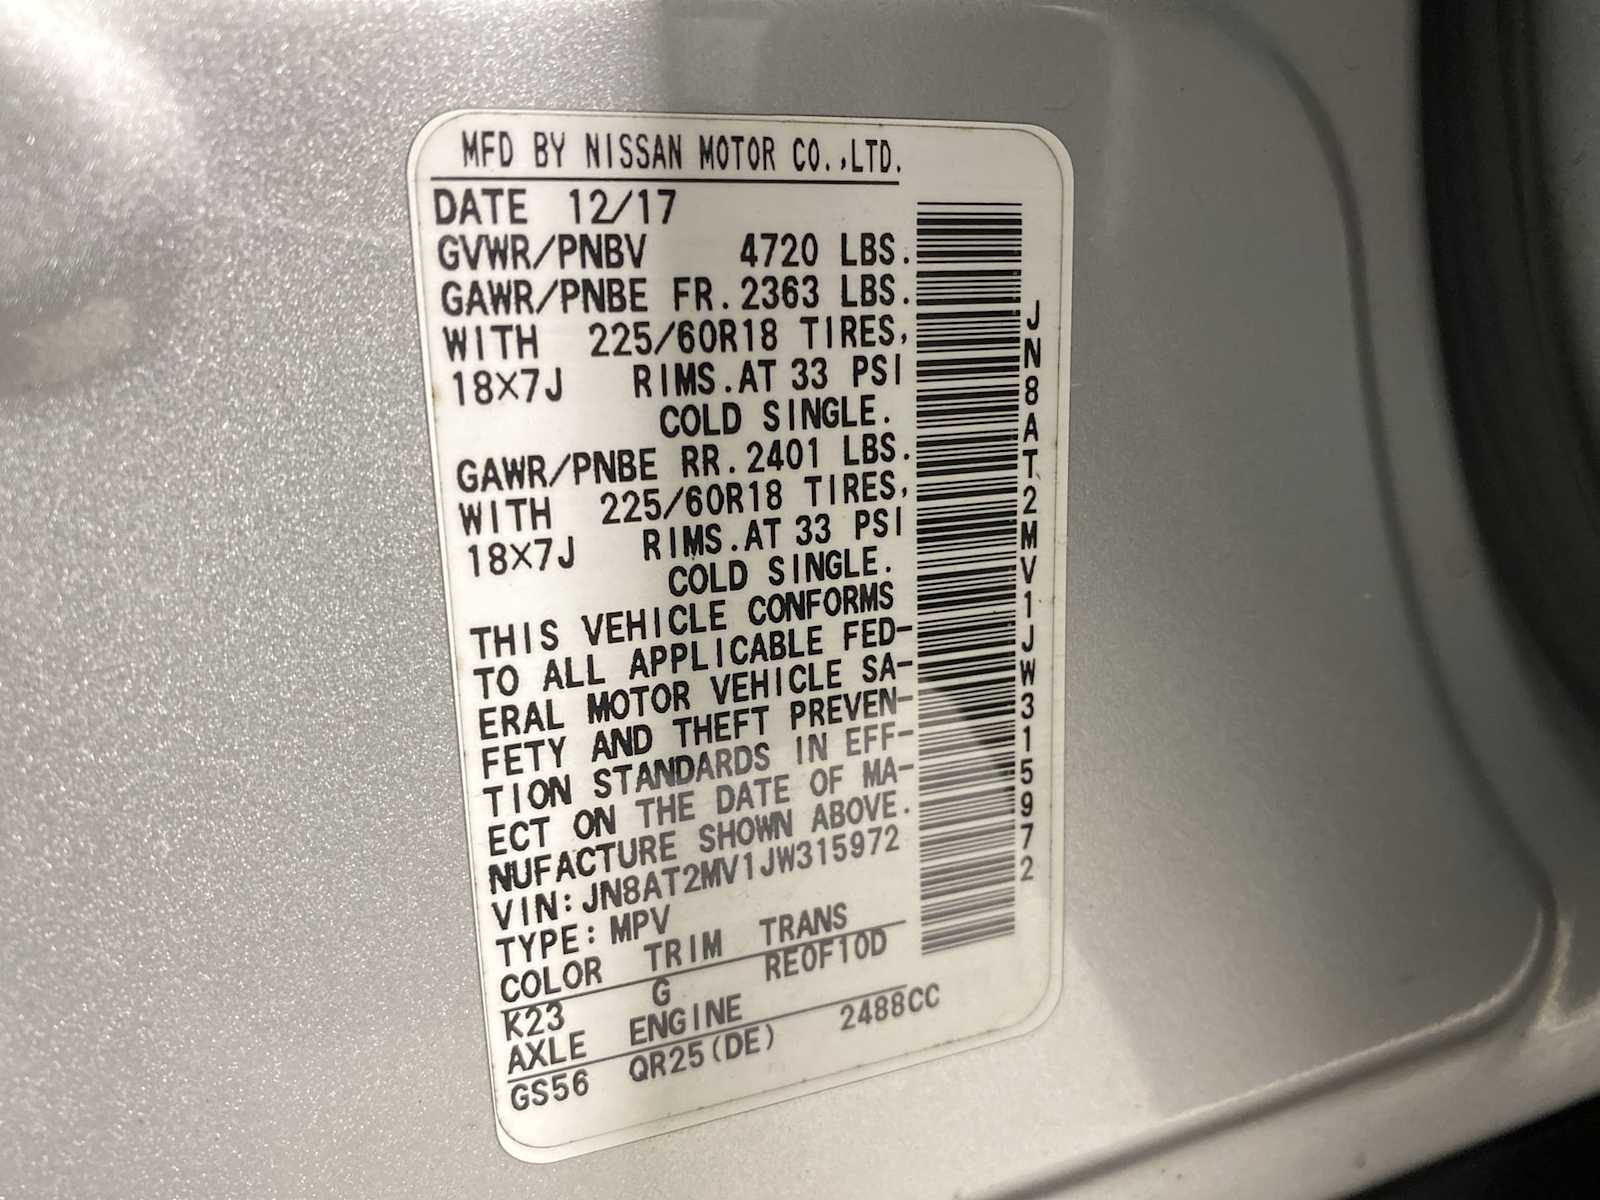 MFD BY NISSAN MOTOR CO.,LTD.
DATE 12/17
GVWR/PNBV 4720 LBS.
GAWR/PNBE FR.2363 LBS.
WITH 225/60R18 TIRES,
18×7J RIMS.AT 33 PSI
COLD SINGLE.
GAWR/PNBE RR.2401 LBS.
WITH 225/60R18 TIRES,
18×7J RIMS.AT 33 PSI
COLD SINGLE.
THIS VEHICLE CONFORMS
TO ALL APPLICABLE FED-
ERAL MOTOR VEHICLE SA-
FETY AND THEFT PREVEN-
TION STANDARDS IN EFF-
ECT ON THE DATE OF MA-
NUFACTURE SHOWN ABOVE.
VIN:JN8AT2MV1JW315972
TYPE:MPV
COLOR TRIM TRANS
K23 G RE0F10D
AXLE ENGINE
GS56 QR25(DE) 2488CC
JN8AT2MV1JW315972